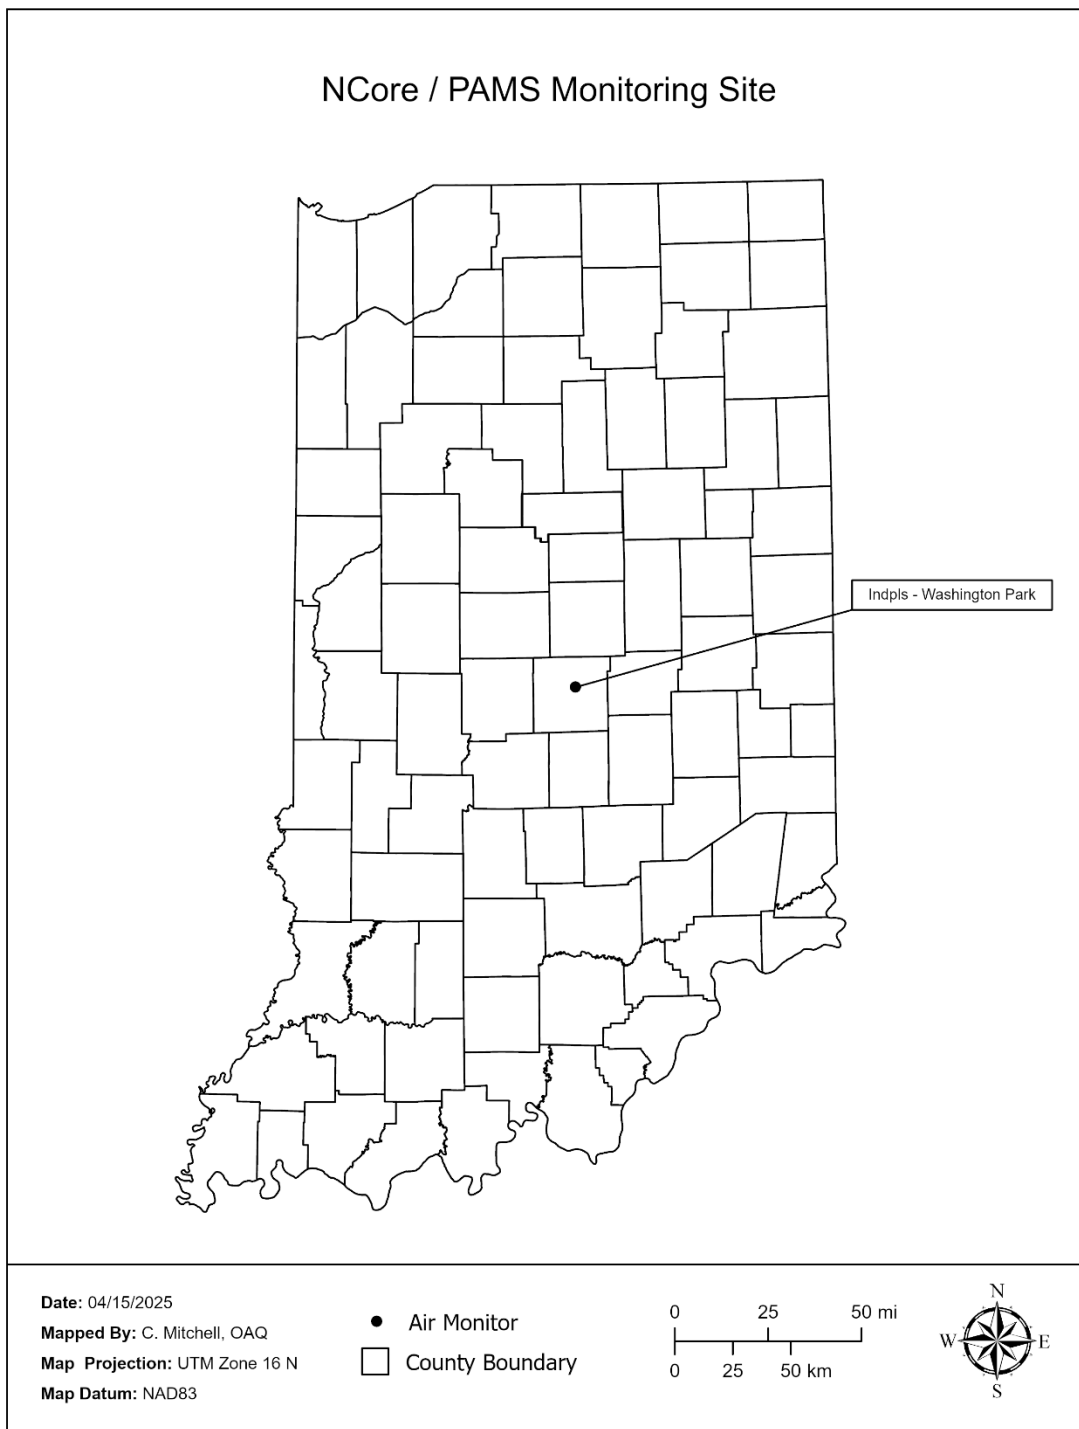 NCore / PAMS Monitoring Site
Indpls - Washington Park
Date: 04/15/2025
Mapped By: C. Mitchell, OAQ
Map Projection: UTM Zone 16 N
Map Datum: NAD83
Air Monitor
County Boundary
0 25 50 mi
0 25 50 km
N
W E
S